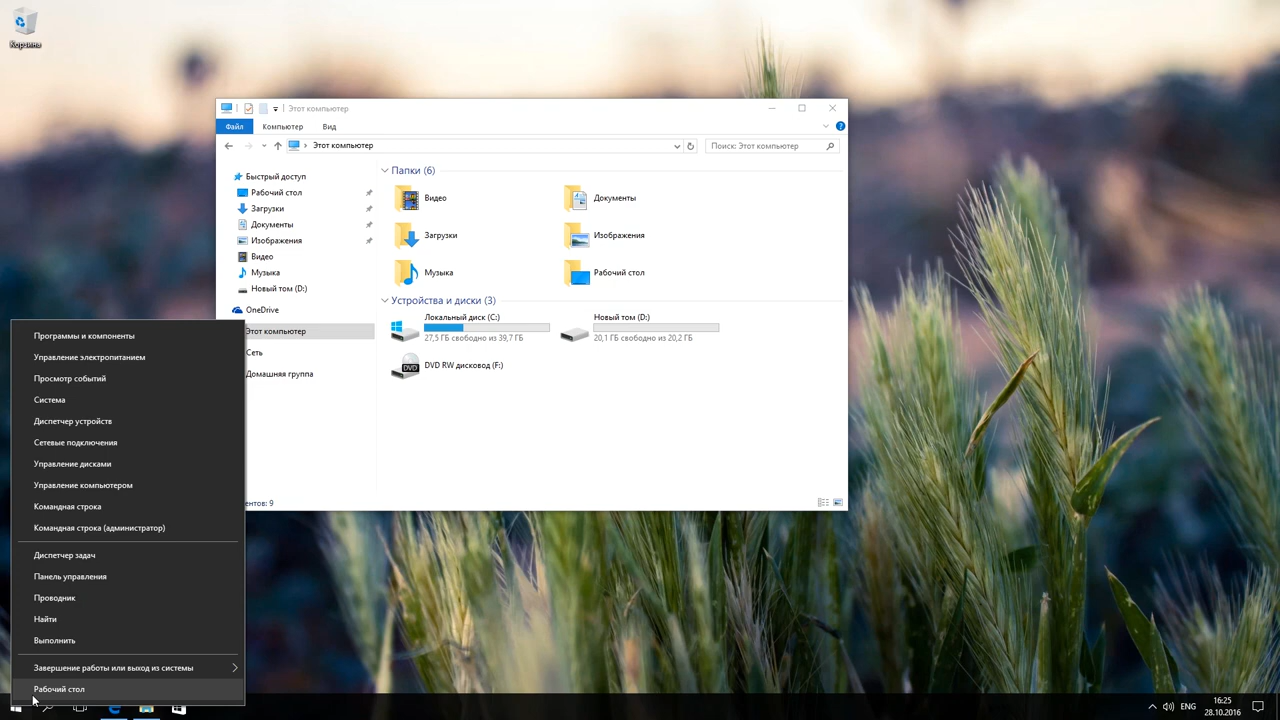 Корзина
Этот компьютер
Файл
Компьютер
Вид
Этот компьютер
Поиск: Этот компьютер
Быстрый доступ
Рабочий стол
Загрузки
Документы
Изображения
Видео
Музыка
Новый том (D:)
OneDrive
Этот компьютер
Сеть
Домашняя группа
Папки (6)
Видео
Документы
Загрузки
Изображения
Музыка
Рабочий стол
Устройства и диски (3)
Локальный диск (C:)
27,5 ГБ свободно из 39,7 ГБ
Новый том (D:)
20,1 ГБ свободно из 20,2 ГБ
DVD
DVD RW дисковод (F:)
ентов: 9
Программы и компоненты
Управление электропитанием
Просмотр событий
Система
Диспетчер устройств
Сетевые подключения
Управление дисками
Управление компьютером
Командная строка
Командная строка (администратор)
Диспетчер задач
Панель управления
Проводник
Найти
Выполнить
Завершение работы или выход из системы
Рабочий стол
ENG
16:25
28.10.2016